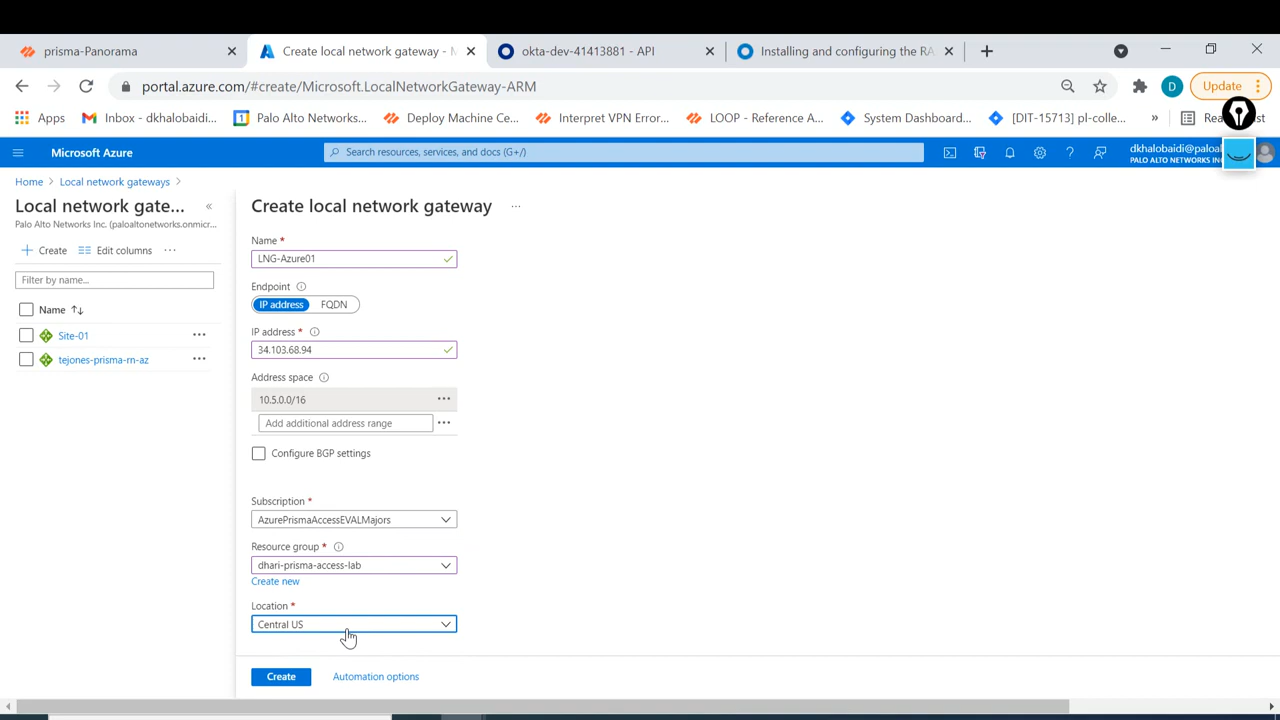 prisma-Panorama
Create local network gateway - M
okta-dev-41413881 - API
Installing and configuring the RA
portal.azure.com/#create/Microsoft.LocalNetworkGateway-ARM
Update
Apps
Inbox - dkhalobaidi...
Palo Alto Networks...
Deploy Machine Ce...
Interpret VPN Error...
LOOP - Reference A...
System Dashboard...
[DIT-15713] pl-colle...
»
Microsoft Azure
Search resources, services, and docs (G+/)
dkhalobaidi@paloal
PALO ALTO NETWORKS INC
Home > Local network gateways >
Local network gate...
«
Palo Alto Networks Inc. (paloaltonetworks.onmicr...
+ Create
Edit columns
...
Filter by name...
Name ↑↓
Site-01
...
tejones-prisma-rn-az
...
Create local network gateway
...
Name *
LNG-Azure01
Endpoint
IP address
FQDN
IP address *
34.103.68.94
Address space
10.5.0.0/16
...
Add additional address range
...
Configure BGP settings
Subscription *
AzurePrismaAccessEVALMajors
Resource group *
dhari-prisma-access-lab
Create new
Location *
Central US
Create
Automation options